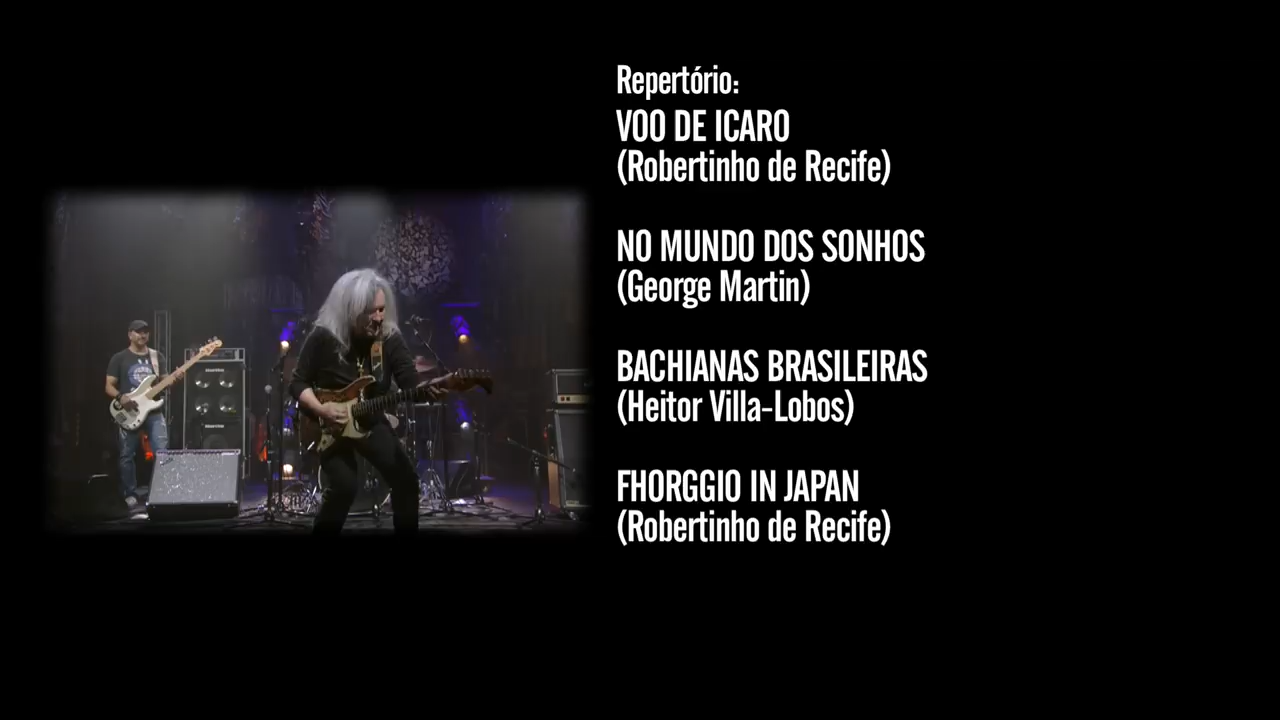 Repertório:
VOO DE ICARO
(Robertinho de Recife)
NO MUNDO DOS SONHOS
(George Martin)
BACHIANAS BRASILEIRAS
(Heitor Villa-Lobos)
FHORGGIO IN JAPAN
(Robertinho de Recife)